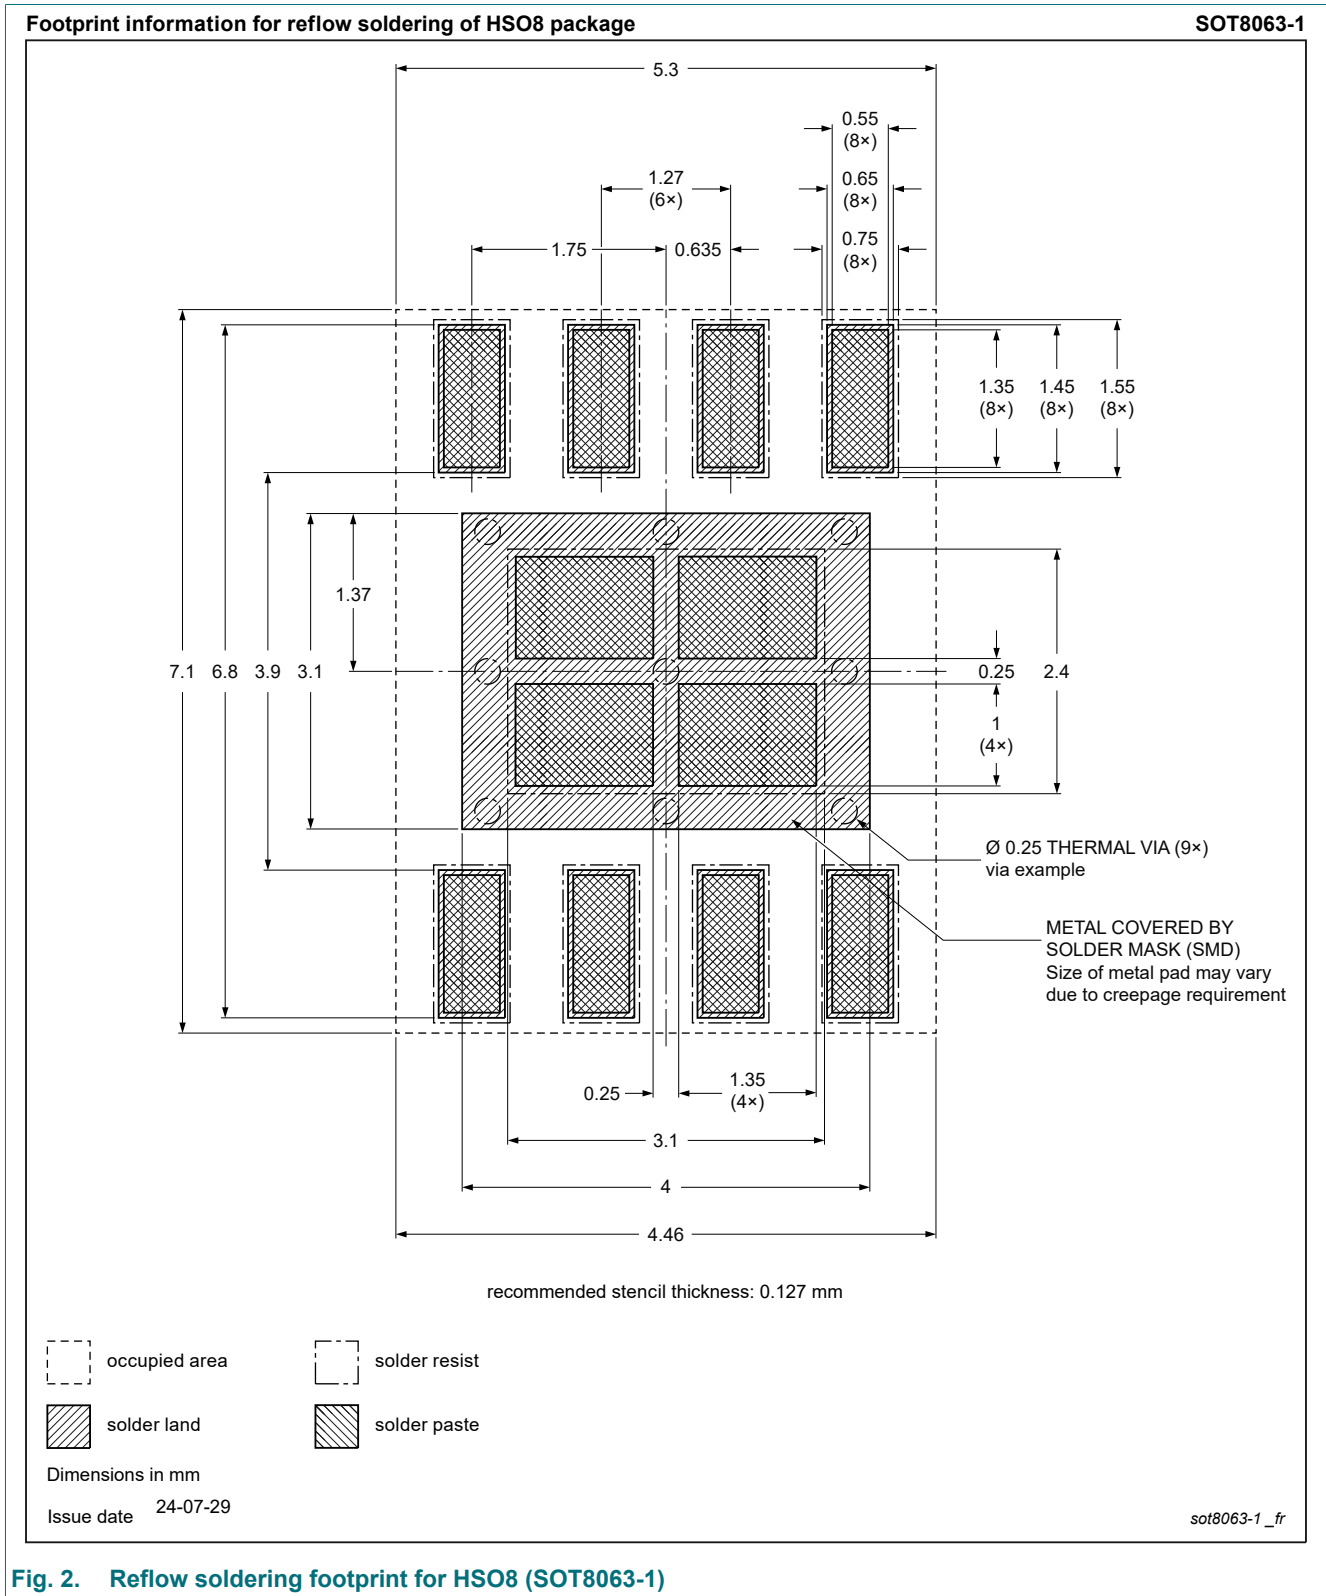 Footprint information for reflow soldering of HSO8 package SOT8063-1
5.3
0.55
(8×)
1.27
(6×)
0.65
(8×)
1.75
0.635
0.75
(8×)
1.35
(8×)
1.45
(8×)
1.55
(8×)
1.37
7.1
6.8
3.9
3.1
0.25
2.4
1
(4×)
Ø 0.25 THERMAL VIA (9×)
via example
METAL COVERED BY
SOLDER MASK (SMD)
Size of metal pad may vary
due to creepage requirement
0.25
1.35
(4×)
3.1
4
4.46
recommended stencil thickness: 0.127 mm
occupied area
solder resist
solder land
solder paste
Dimensions in mm
Issue date 24-07-29
sot8063-1 _fr
Fig. 2. Reflow soldering footprint for HSO8 (SOT8063-1)